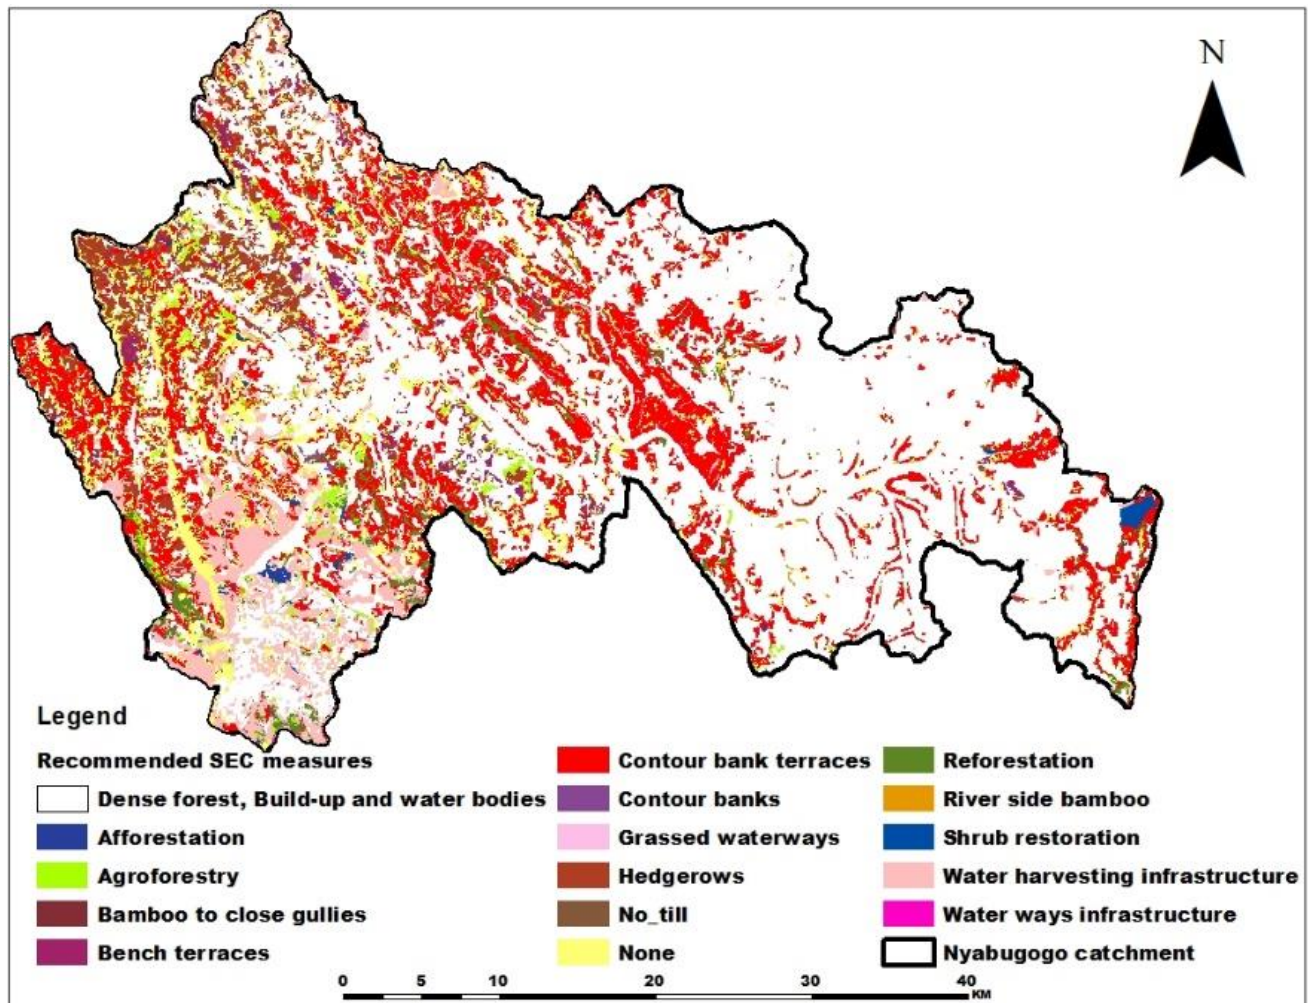 N
Legend
Recommended SEC measures
Dense forest, Build-up and water bodies
Afforestation
Agroforestry
Bamboo to close gullies
Bench terraces
Contour bank terraces
Contour banks
Grassed waterways
Hedgerows
No_till
None
Reforestation
River side bamboo
Shrub restoration
Water harvesting infrastructure
Water ways infrastructure
Nyabugogo catchment
0 5 10 20 30 40
KM